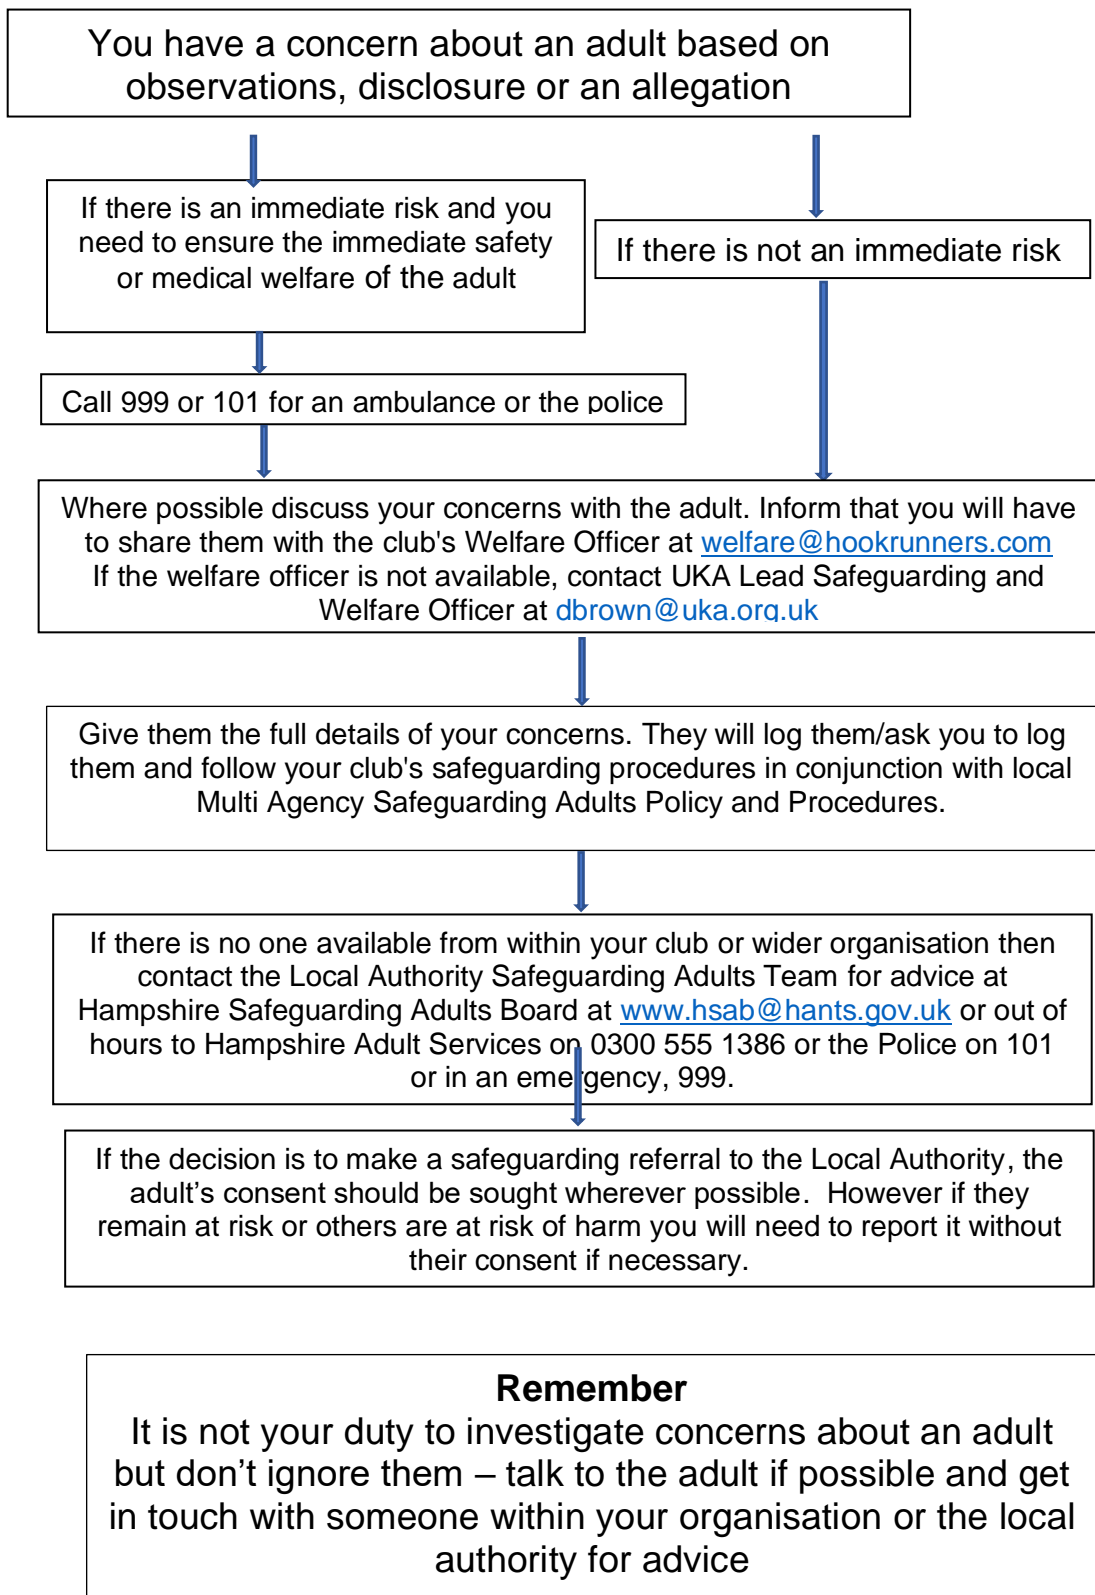 You have a concern about an adult based on
observations, disclosure or an allegation
If there is an immediate risk and you
need to ensure the immediate safety
or medical welfare of the adult
If there is not an immediate risk
Call 999 or 101 for an ambulance or the police
Where possible discuss your concerns with the adult. Inform that you will have
to share them with the club's Welfare Officer at welfare@hookrunners.com
If the welfare officer is not available, contact UKA Lead Safeguarding and
Welfare Officer at dbrown@uka.org.uk
Give them the full details of your concerns. They will log them/ask you to log
them and follow your club's safeguarding procedures in conjunction with local
Multi Agency Safeguarding Adults Policy and Procedures.
If there is no one available from within your club or wider organisation then
contact the Local Authority Safeguarding Adults Team for advice at
Hampshire Safeguarding Adults Board at www.hsab@hants.gov.uk or out of
hours to Hampshire Adult Services on 0300 555 1386 or the Police on 101
or in an emergency, 999.
If the decision is to make a safeguarding referral to the Local Authority, the
adult’s consent should be sought wherever possible.  However if they
remain at risk or others are at risk of harm you will need to report it without
their consent if necessary.
Remember
It is not your duty to investigate concerns about an adult
but don’t ignore them – talk to the adult if possible and get
in touch with someone within your organisation or the local
authority for advice